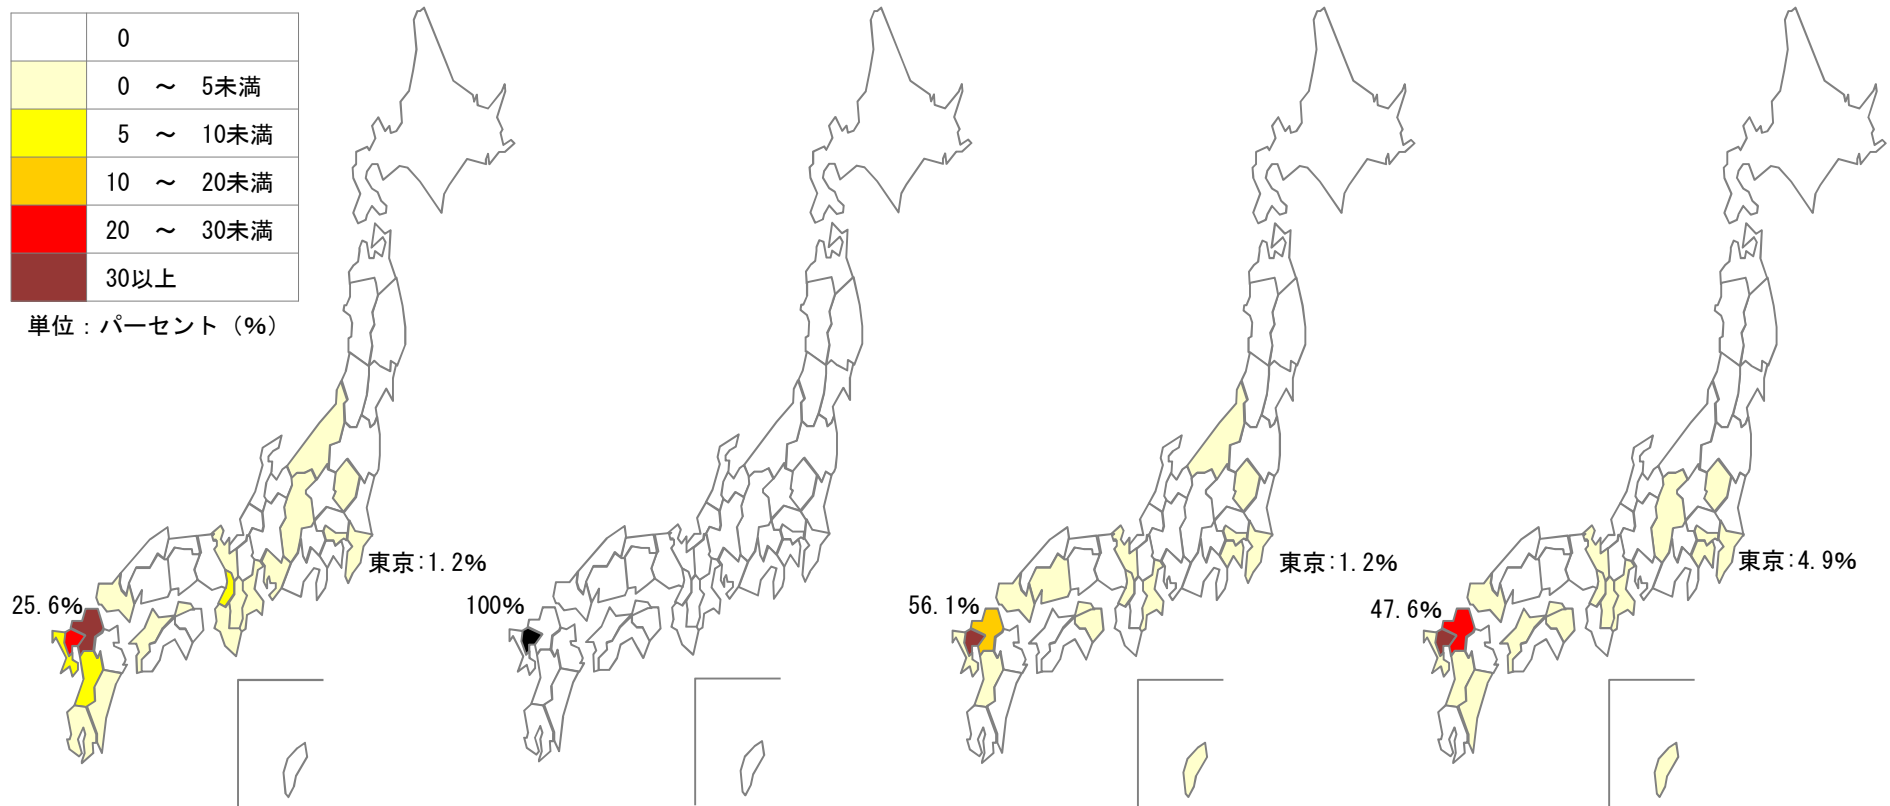 0
0 ～ 5未満
5 ～ 10未満
10 ～ 20未満
20 ～ 30未満
30以上
単位：パーセント（%）
東京：1.2%
25.6%
100%
東京：1.2%
56.1%
東京：4.9%
47.6%